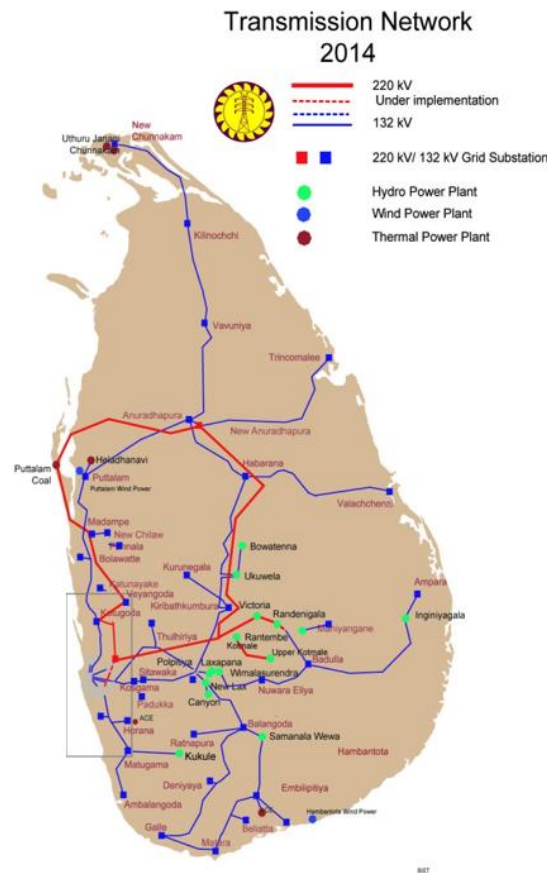 Transmission Network
2014
220 kV
Under implementation
132 kV
220 kV/ 132 kV Grid Substation
Hydro Power Plant
Wind Power Plant
Thermal Power Plant
New
Chunnakam
Uthuru Janani
Chunnakam
Kilinochchi
Vavuniya
Trincomalee
Anuradhapura
New Anuradhapura
Heladhanavi
Habarana
Puttalam
Coal
Puttalam
Puttalam Wind Power
Valachchena
Madampe
New Chilaw
Pannala
Bolawatte
Bowatenna
Kurunegala
Ukuwela
Ampara
Katunayake
Veyangoda
Kiribathkumbura
Victoria
Randenigala
Inginiyagala
Kotugoda
Mahiyangane
Thulhiriya
Rantembe
Kotmale
Upper Kotmale
Badulla
Polpitiya
Laxapana
Sitawaka
Wimalasurendra
Kosgama
New Lax
Nuwara Eliya
Padukka
Canyon
ACE
Horana
Balangoda
Samanala Wewa
Ratnapura
Hambantota
Matugama
Kukule
Deniyaya
Embilipitiya
Ambalangoda
Hambantota Wind Power
Galle
Beliatta
Matara